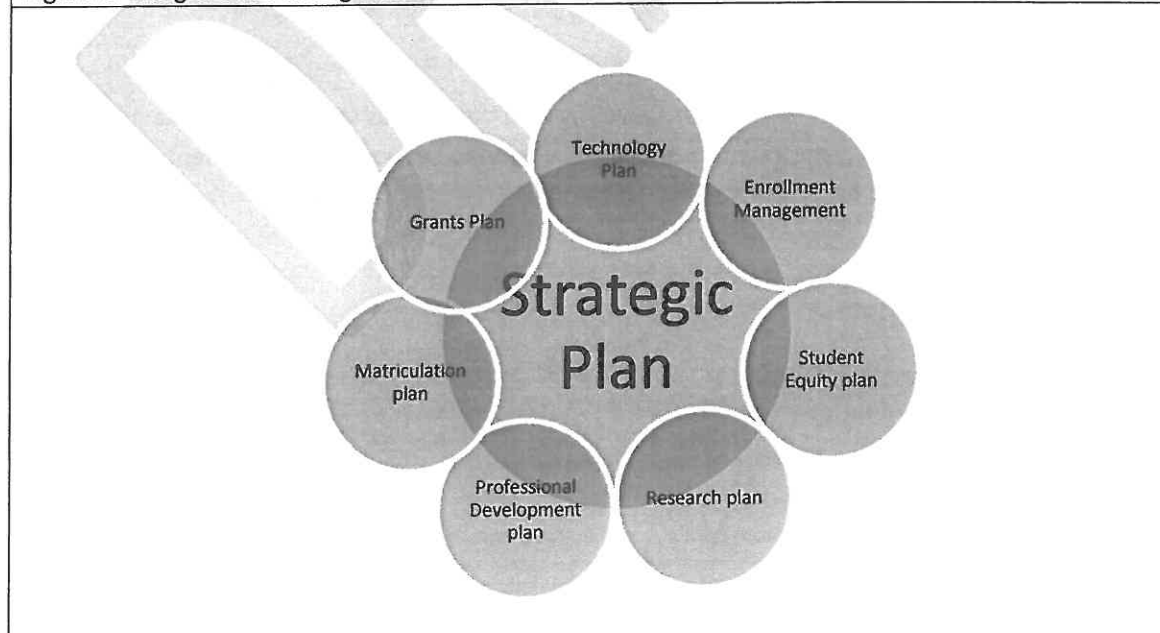 Technology
Plan
Enrollment
Management
Grants Plan
Strategic
Plan
Student
Equity plan
Matriculation
plan
Professional
Development
plan
Research plan